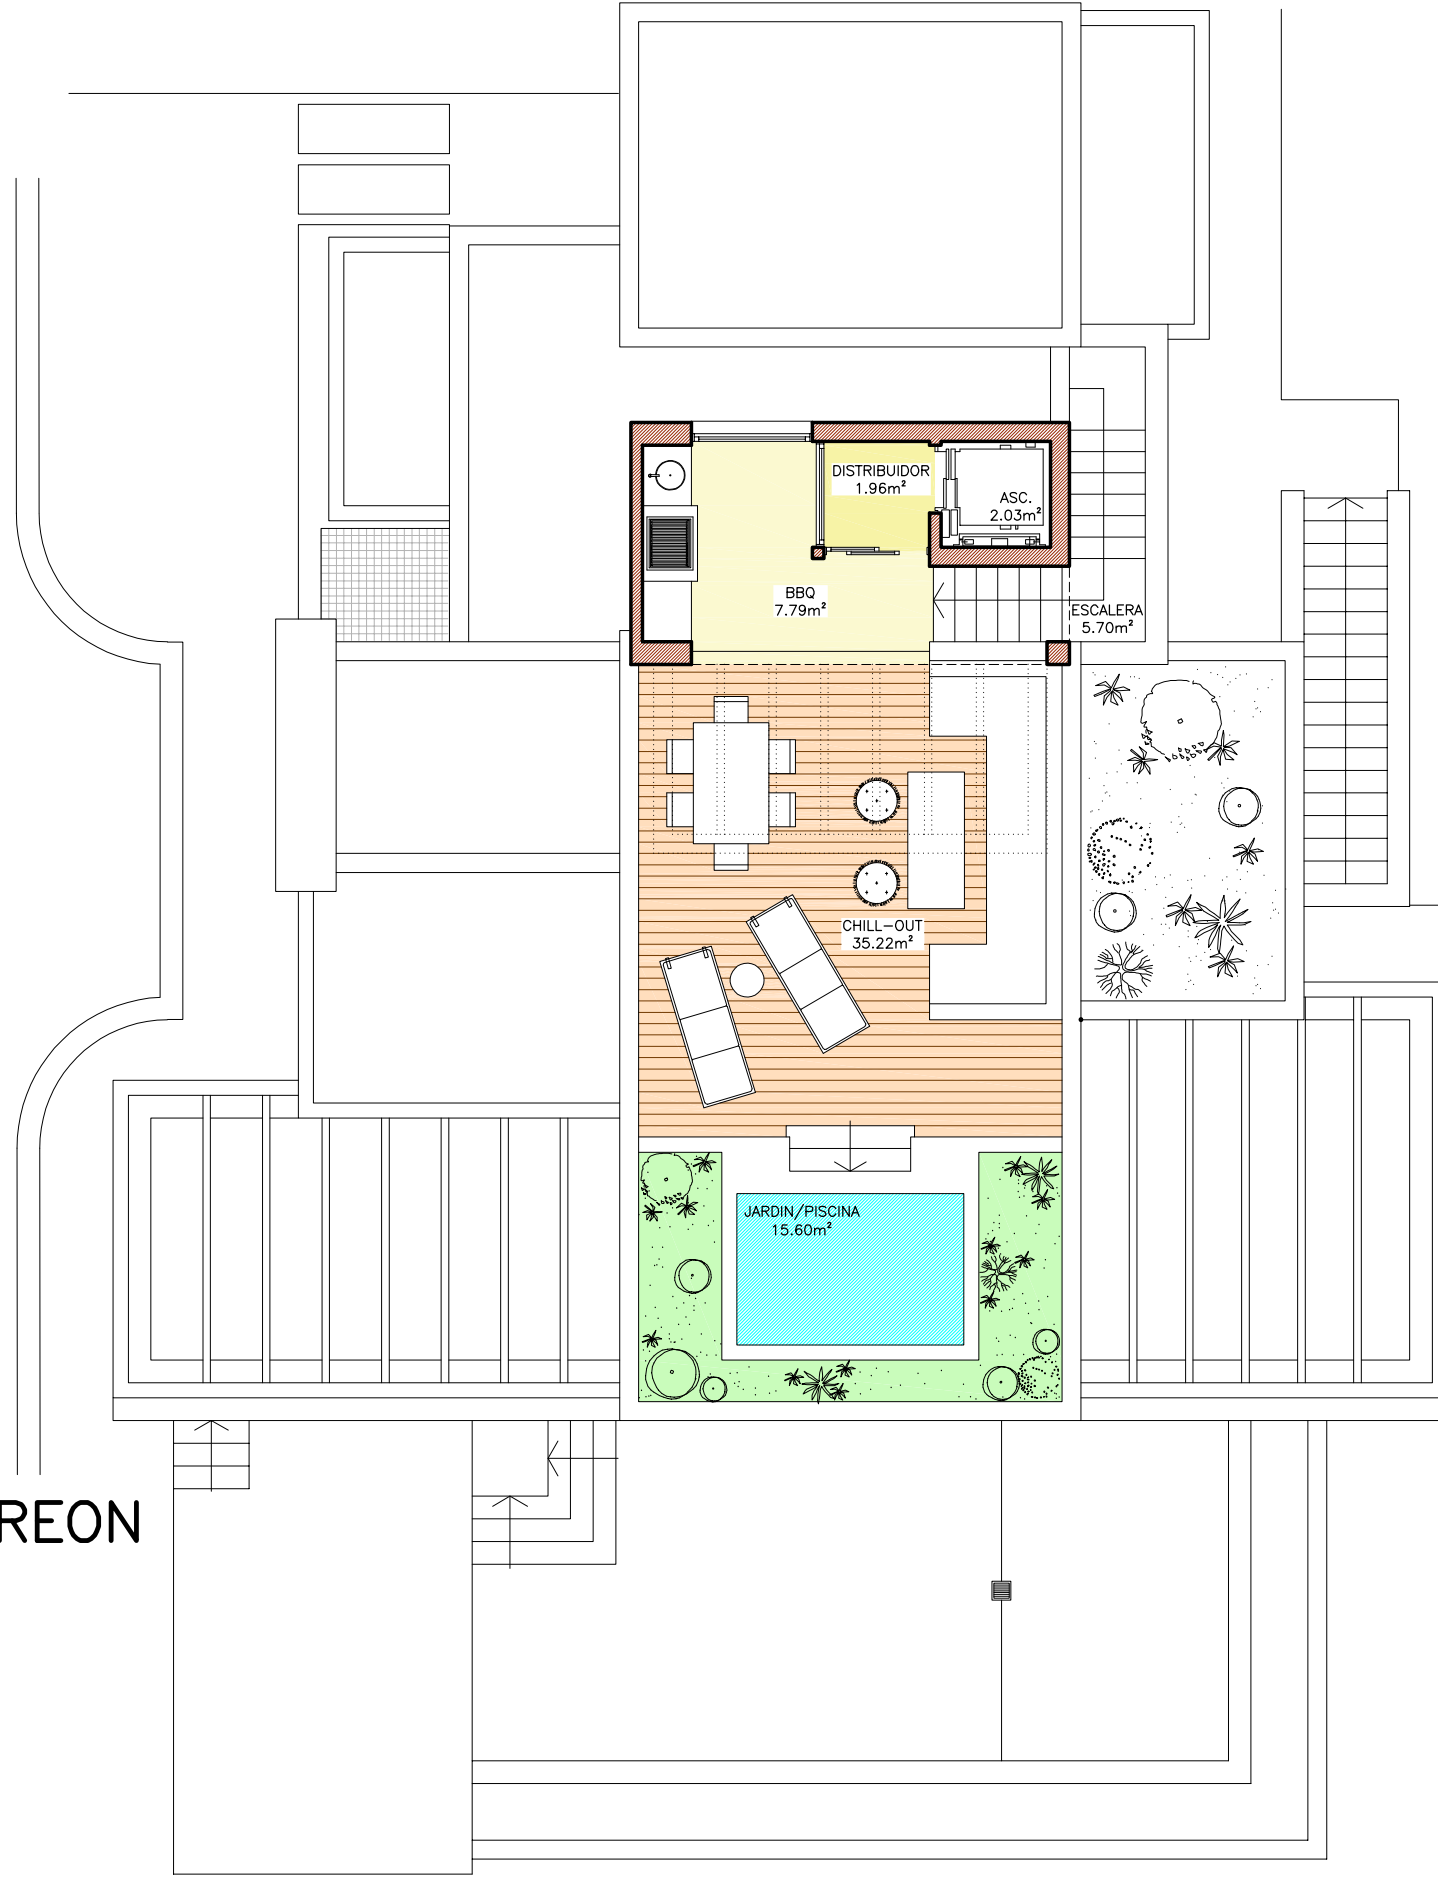 DISTRIBUIDOR
1.96m²
ASC.
2.03m²
BBQ
7.79m²
ESCALERA
5.70m²
CHILL-OUT
35.22m²
JARDIN/PISCINA
15.60m²
REON